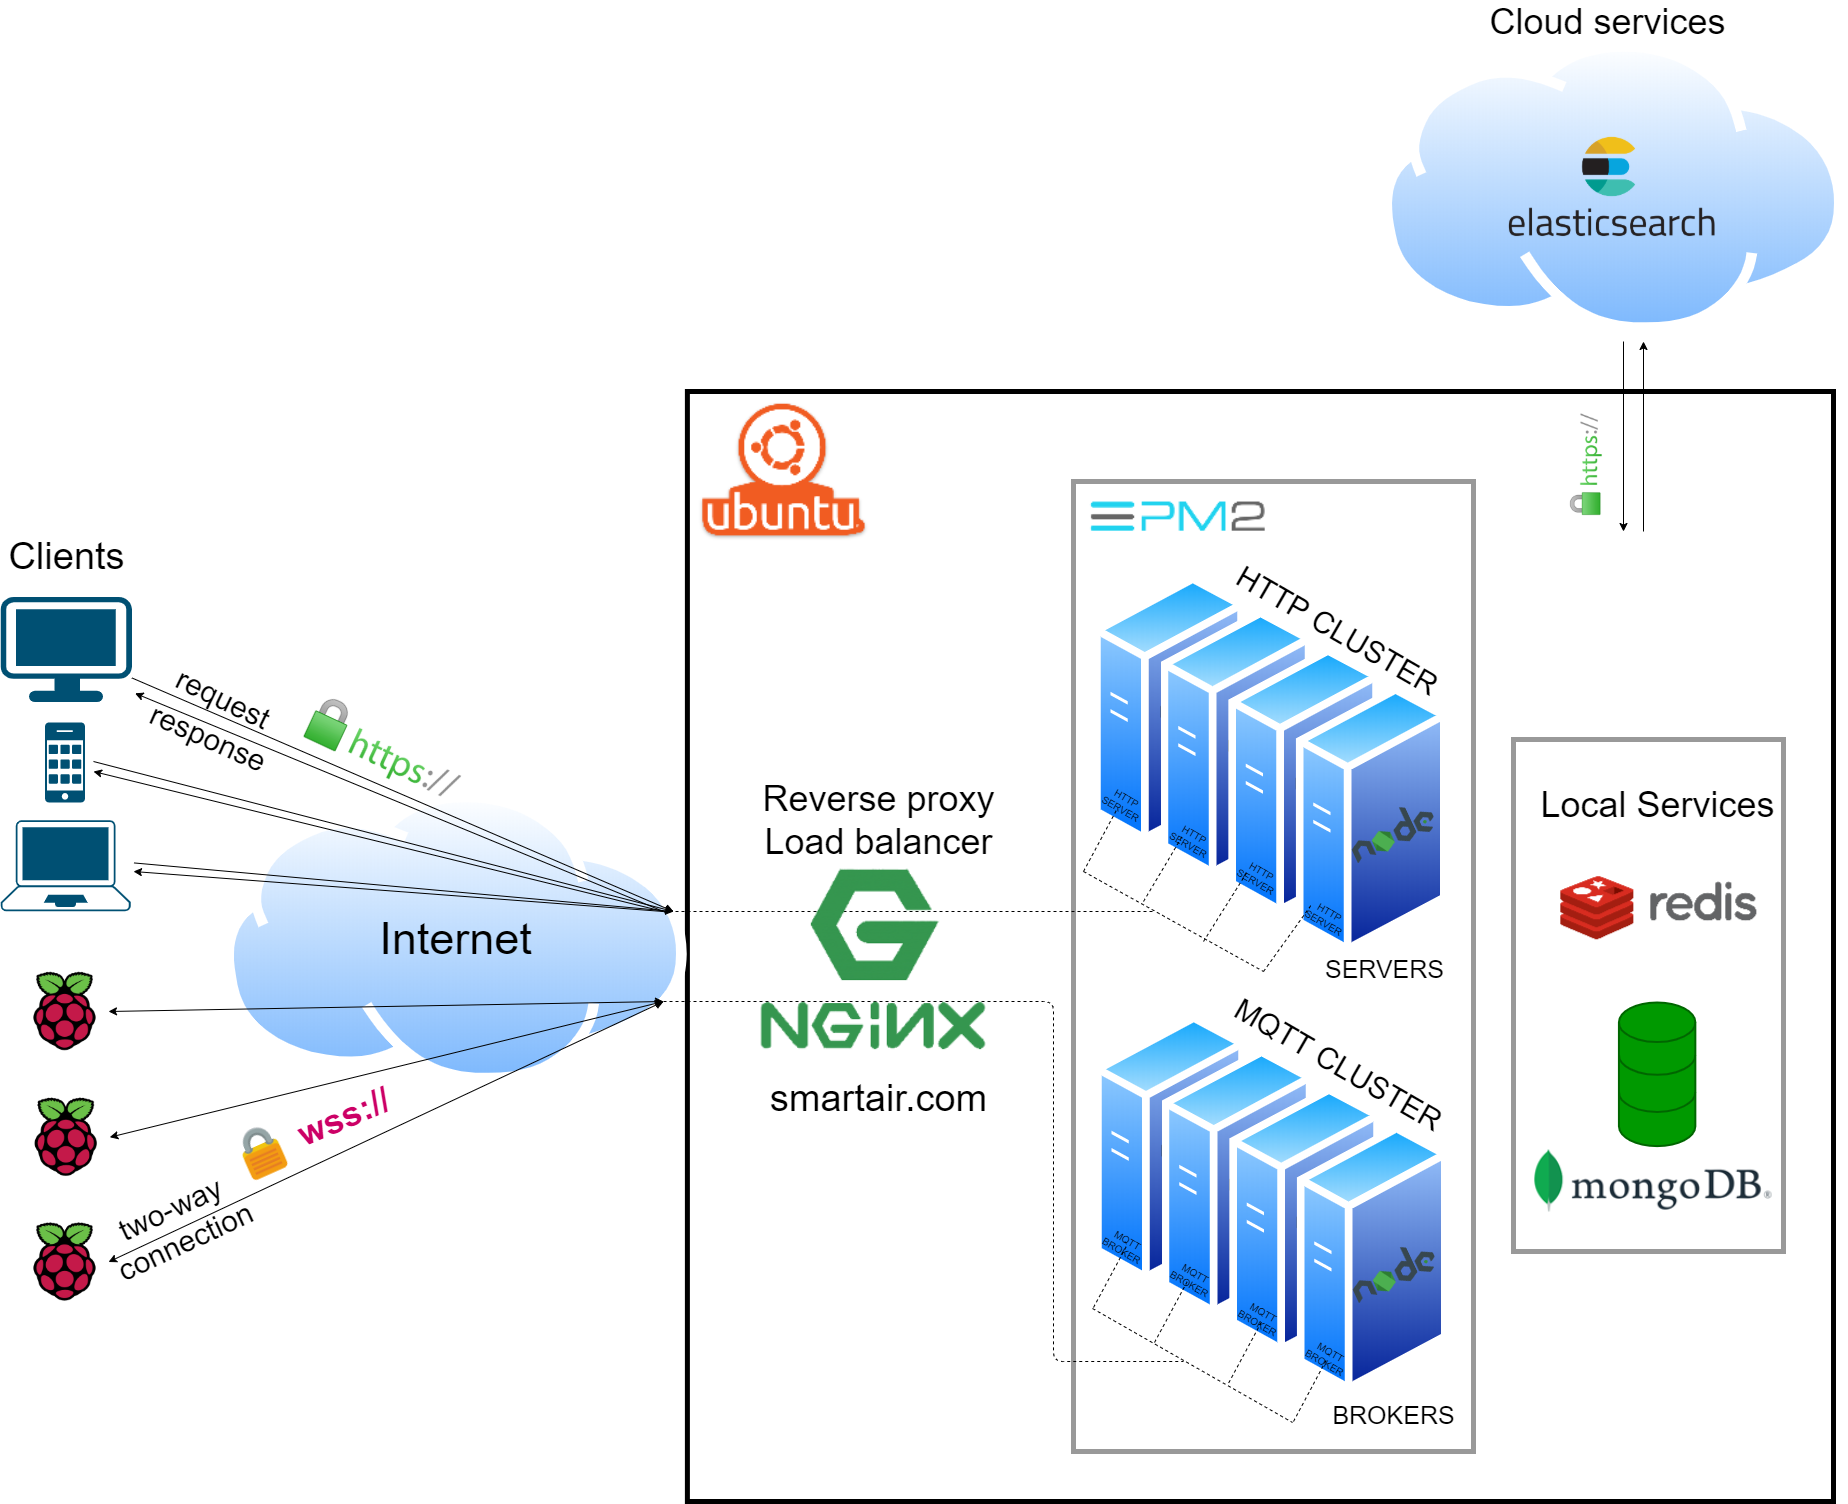 Cloud services
elasticsearch
https://
ubuntu
PM2
HTTP CLUSTER
HTTP
SERVER
HTTP
SERVER
HTTP
SERVER
HTTP
SERVER
node
SERVERS
Clients
request
response
https://
Internet
Reverse proxy
Load balancer
NGINX
smartair.com
wss://
two-way
connection
MQTT CLUSTER
MQTT
BROKER
MQTT
BROKER
MQTT
BROKER
MQTT
BROKER
node
BROKERS
Local Services
redis
mongoDB®